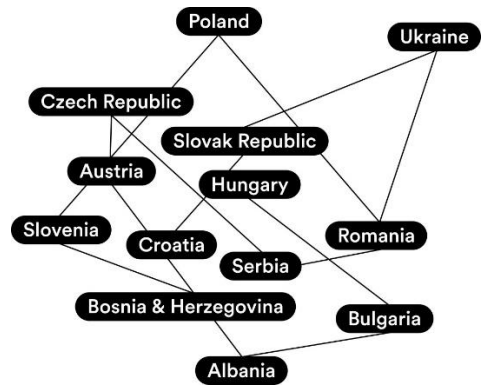 Poland
Ukraine
Czech Republic
Slovak Republic
Austria
Hungary
Slovenia
Croatia
Romania
Serbia
Bosnia & Herzegovina
Bulgaria
Albania